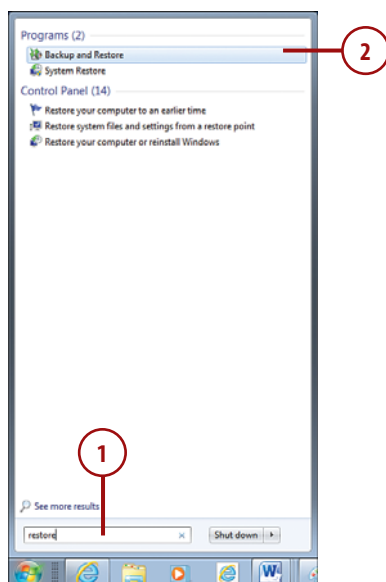 Programs (2)
Backup and Restore
System Restore
Control Panel (14)
Restore your computer to an earlier time
Restore system files and settings from a restore point
Restore your computer or reinstall Windows
See more results
restore
Shut down
1
2